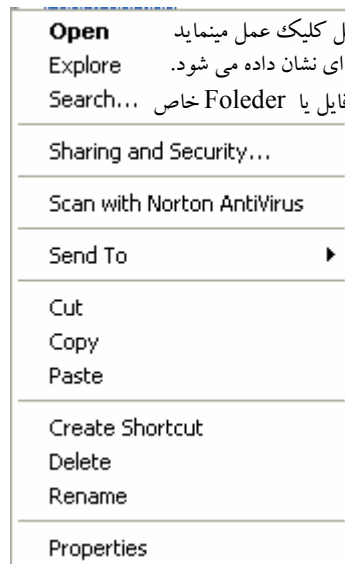 Open کلیک عمل مینماید
Explore ای نشان داده می شود.
Search... فایل یا Foleder خاص
Sharing and Security...
Scan with Norton AntiVirus
Send To
Cut
Copy
Paste
Create Shortcut
Delete
Rename
Properties